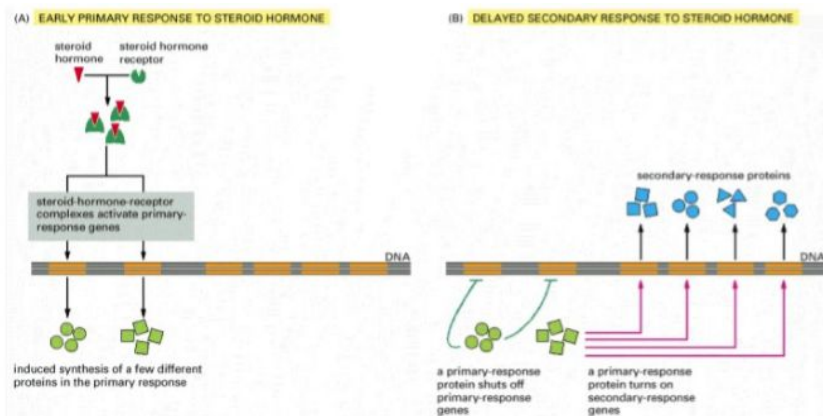 (A) EARLY PRIMARY RESPONSE TO STEROID HORMONE
steroid
hormone
steroid hormone
receptor
steroid-hormone-receptor
complexes activate primary-
response genes
DNA
induced synthesis of a few different
proteins in the primary response
(B) DELAYED SECONDARY RESPONSE TO STEROID HORMONE
secondary-response proteins
DNA
a primary-response
protein shuts off
primary-response
genes
a primary-response
protein turns on
secondary-response
genes